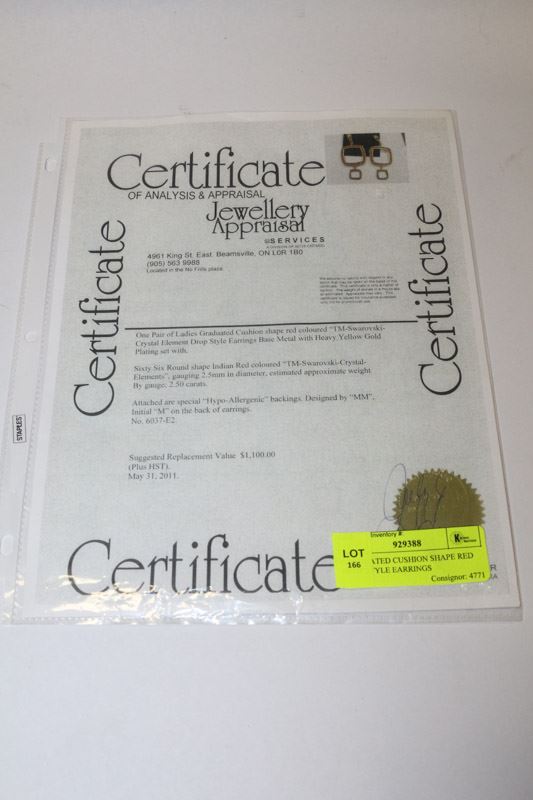 Certificate
OF ANALYSIS & APPRAISAL
Jewellery
Appraisal
SERVICES
4961 King St. East. Beamsville, ON L0R 1B0
(905) 563 9988
Located in the No Frills plaza
Certificate
Certificate
One Pair of Ladies Graduated Cushion shape red coloured "TM-Swarovski-
Crystal Element Drop Style Earrings Base Metal with Heavy Yellow Gold
Plating set with.
Sixty Six Round shape Indian Red coloured "TM-Swarovski-Crystal-
Elements", gauging 2.5mm in diameter, estimated approximate weight
By gauge; 2.50 carats.
Attached are special "Hypo-Allergenic" backings. Designed by "MM",
Initial "M" on the back of earrings.
No. 6037-E2.
Suggested Replacement Value $1,100.00
(Plus HST).
May 31, 2011.
STAPLES
Certificate
LOT
166
Inventory #:
929388
ATED CUSHION SHAPE RED
TYLE EARRINGS
Consignor: 4771